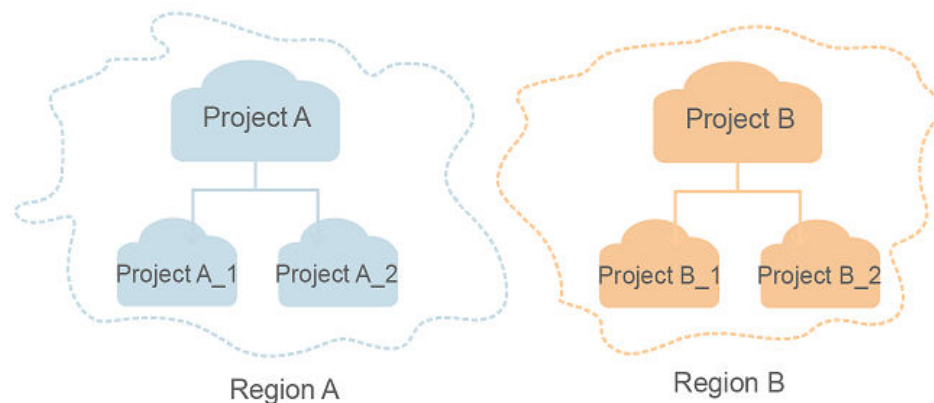 Project A
Project A_1
Project A_2
Region A
Project B
Project B_1
Project B_2
Region B